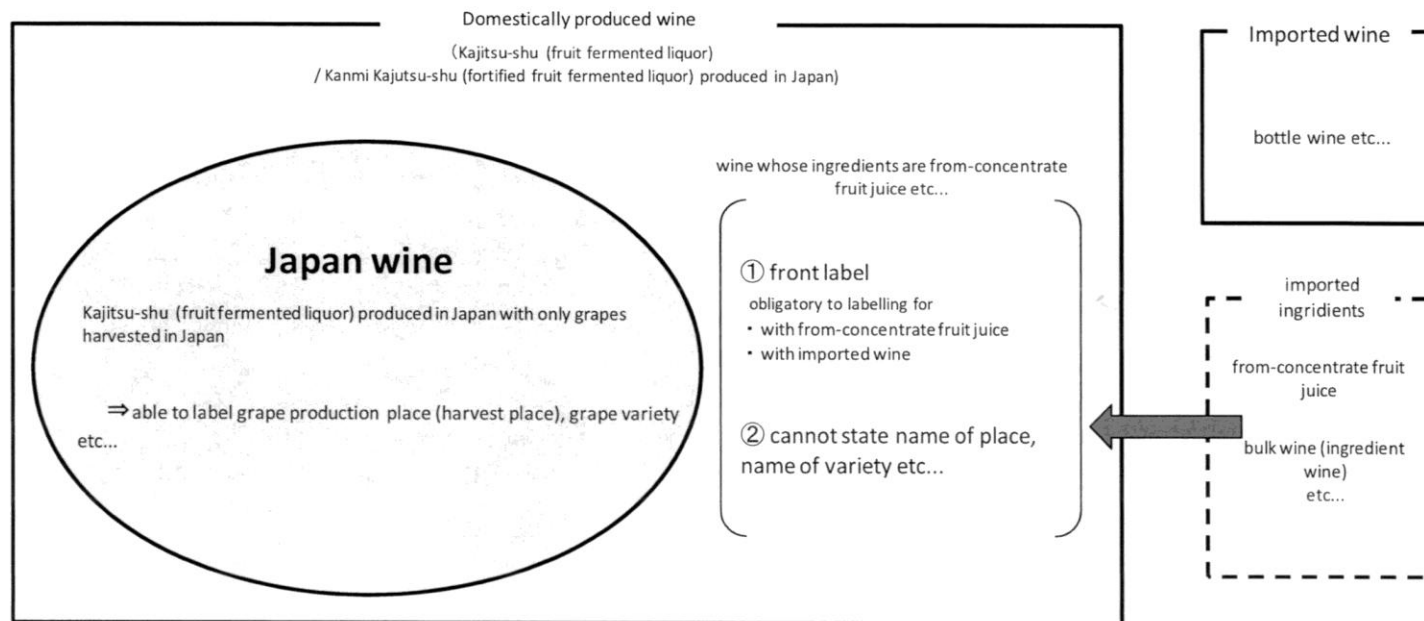 Domestically produced wine
(Kajitsu-shu (fruit fermented liquor)
/ Kanmi Kajutsu-shu (fortified fruit fermented liquor) produced in Japan)
Japan wine
Kajitsu-shu (fruit fermented liquor) produced in Japan with only grapes
harvested in Japan
⇒able to label grape production place (harvest place), grape variety
etc...
wine whose ingredients are from-concentrate
fruit juice etc...
① front label
obligatory to labelling for
・with from-concentrate fruit juice
・with imported wine
② cannot state name of place,
name of variety etc...
Imported wine
bottle wine etc...
imported
ingridients
from-concentrate fruit
juice
bulk wine (ingredient
wine)
etc...